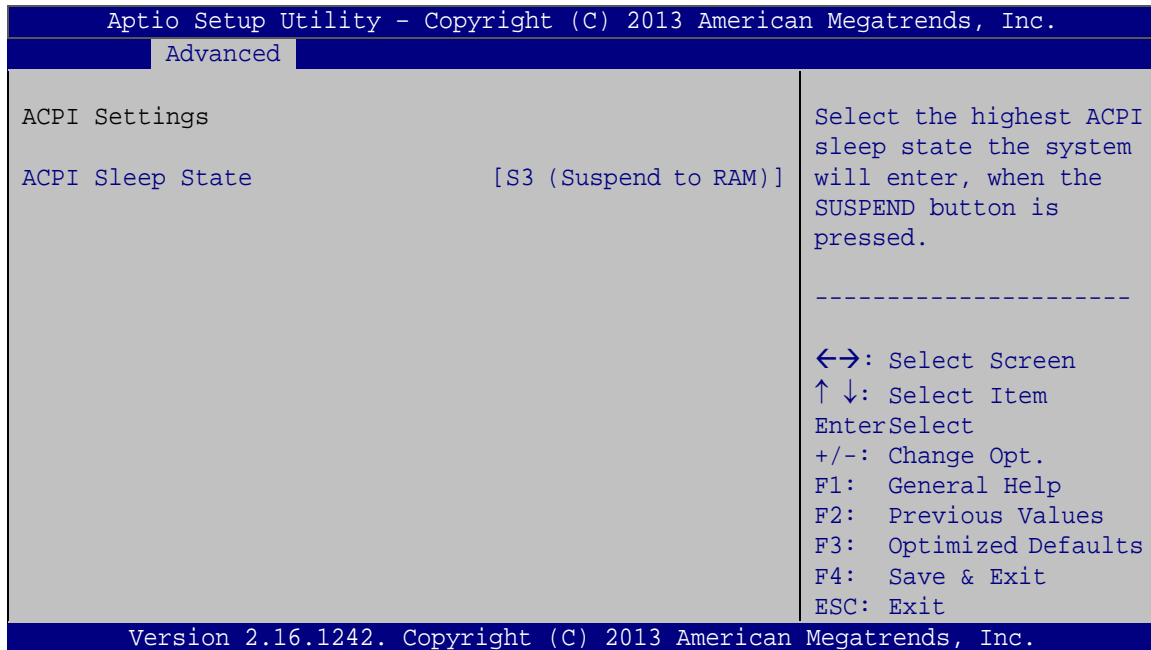 Aptio Setup Utility – Copyright (C) 2013 American Megatrends, Inc.
Advanced
ACPI Settings
ACPI Sleep State [S3 (Suspend to RAM)]
Select the highest ACPI
sleep state the system
will enter, when the
SUSPEND button is
pressed.
----------------------
←→: Select Screen
↑ ↓: Select Item
EnterSelect
+/-: Change Opt.
F1: General Help
F2: Previous Values
F3: Optimized Defaults
F4: Save & Exit
ESC: Exit
Version 2.16.1242. Copyright (C) 2013 American Megatrends, Inc.